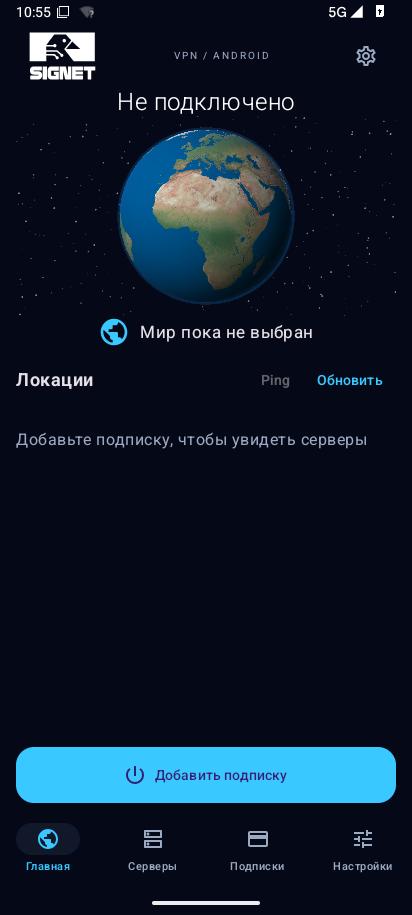 10:55 5G
SIGNET
VPN / ANDROID
Не подключено
Мир пока не выбран
Локации Ping Обновить
Добавьте подписку, чтобы увидеть серверы
Добавить подписку
Главная Серверы Подписки Настройки